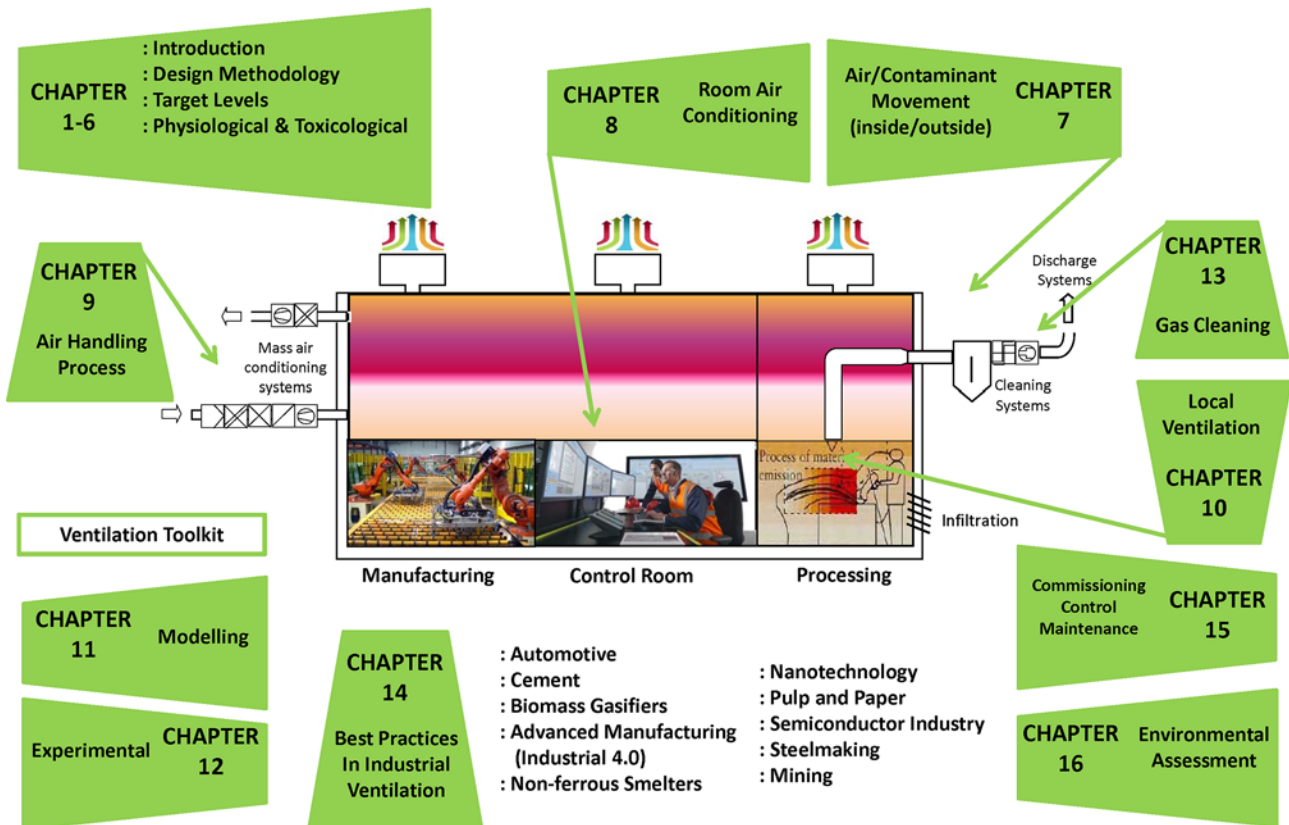 CHAPTER
1-6
: Introduction
: Design Methodology
: Target Levels
: Physiological & Toxicological
CHAPTER
8
Room Air
Conditioning
Air/Contaminant
Movement
(inside/outside)
CHAPTER
7
CHAPTER
9
Air Handling
Process
Mass air
conditioning
systems
Discharge
Systems
Cleaning
Systems
CHAPTER
13
Gas Cleaning
Local
Ventilation
CHAPTER
10
Process of mater
emission
Infiltration
Manufacturing
Control Room
Processing
Ventilation Toolkit
CHAPTER
11
Modelling
Experimental
CHAPTER
12
CHAPTER
14
Best Practices
In Industrial
Ventilation
: Automotive
: Cement
: Biomass Gasifiers
: Advanced Manufacturing
(Industrial 4.0)
: Non-ferrous Smelters
: Nanotechnology
: Pulp and Paper
: Semiconductor Industry
: Steelmaking
: Mining
Commissioning
Control
Maintenance
CHAPTER
15
CHAPTER
16
Environmental
Assessment